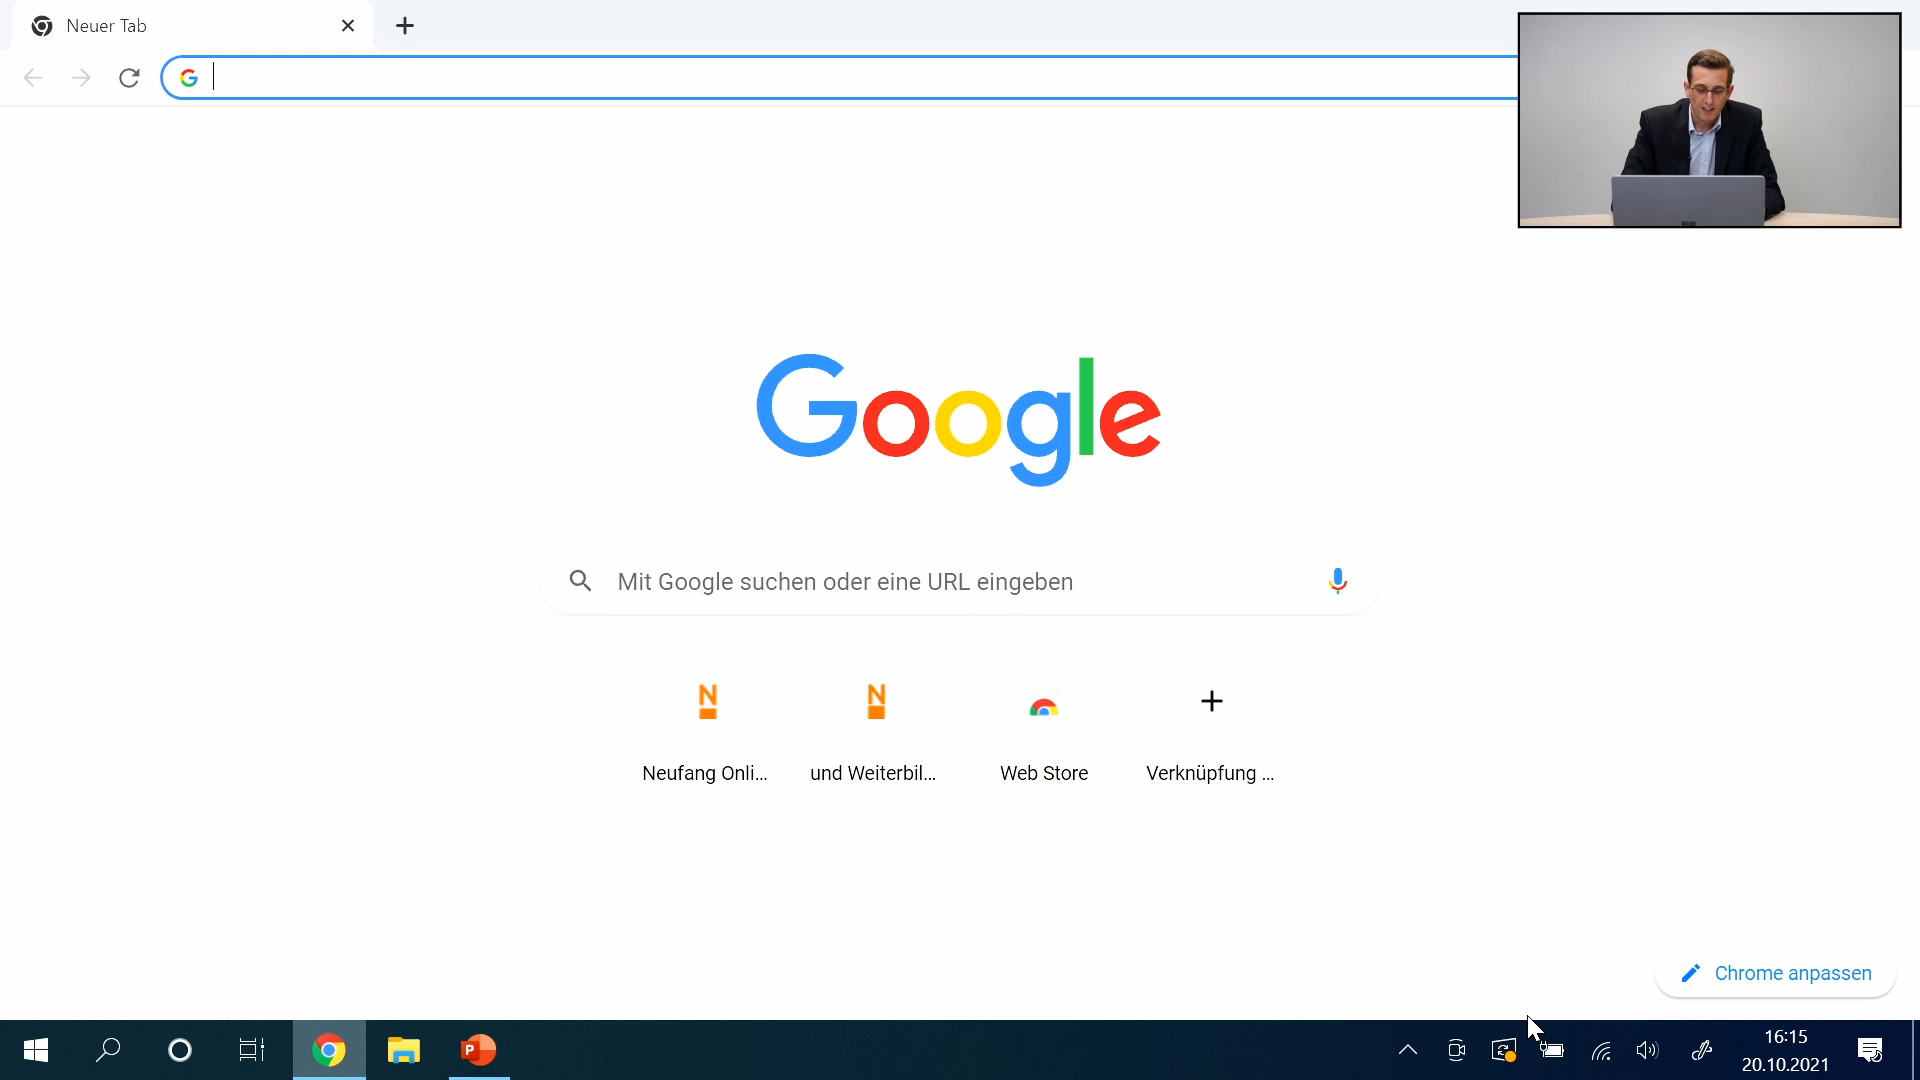 Neuer Tab
Google
Mit Google suchen oder eine URL eingeben
N
N
Neufang Onli...
und Weiterbil...
Web Store
Verknüpfung ...
Chrome anpassen
P
16:15
20.10.2021